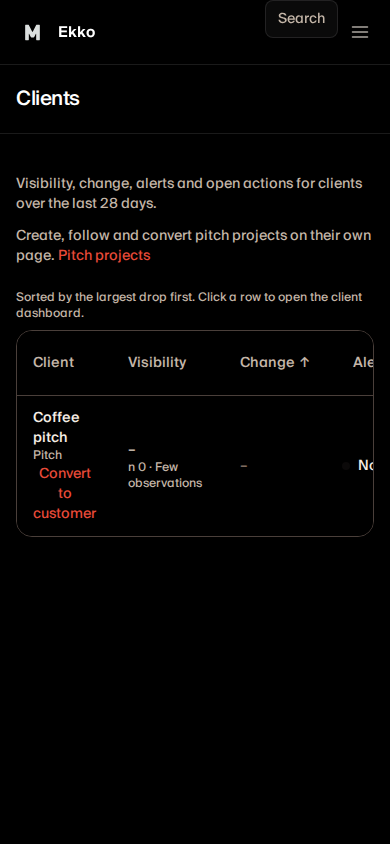 Ekko
Search
Clients
Visibility, change, alerts and open actions for clients
over the last 28 days.
Create, follow and convert pitch projects on their own
page. Pitch projects
Sorted by the largest drop first. Click a row to open the client
dashboard.
Client Visibility Change ↑ Ale
Coffee
pitch
Pitch
Convert
to
customer
–
n 0 · Few
observations
–
No